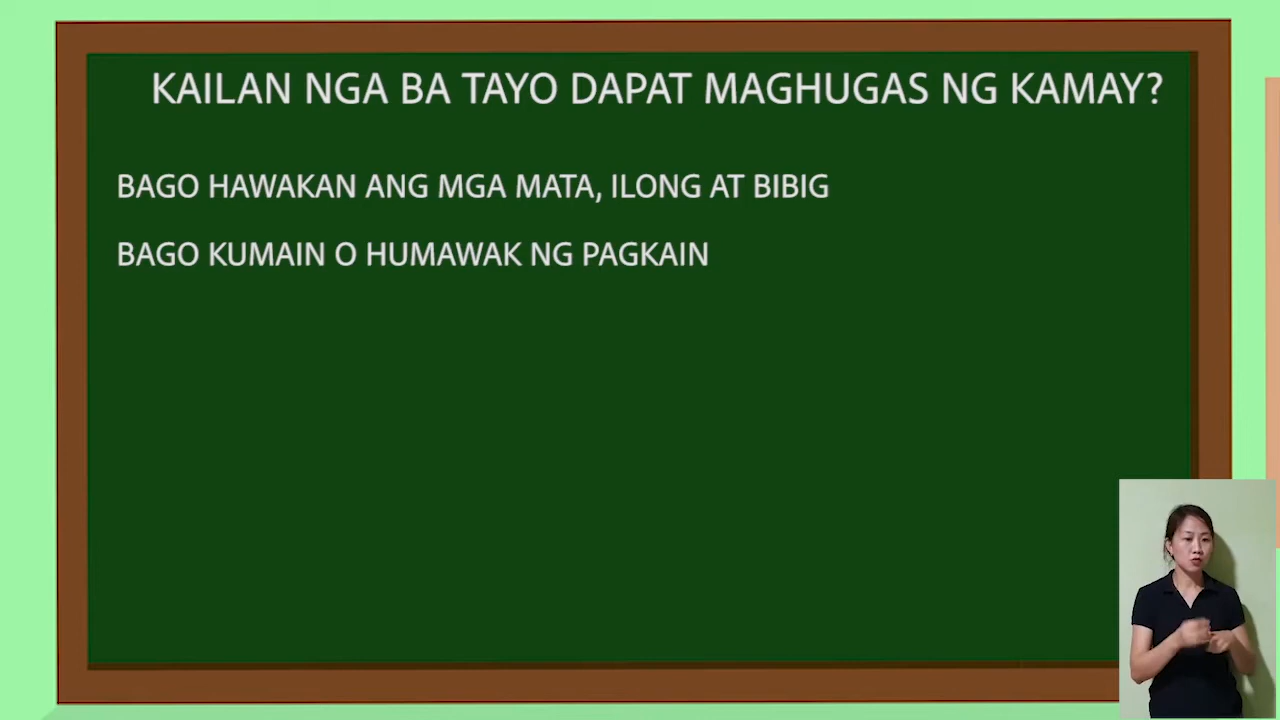 KAILAN NGA BA TAYO DAPAT MAGHUGAS NG KAMAY?
BAGO HAWAKAN ANG MGA MATA, ILONG AT BIBIG
BAGO KUMAIN O HUMAWAK NG PAGKAIN